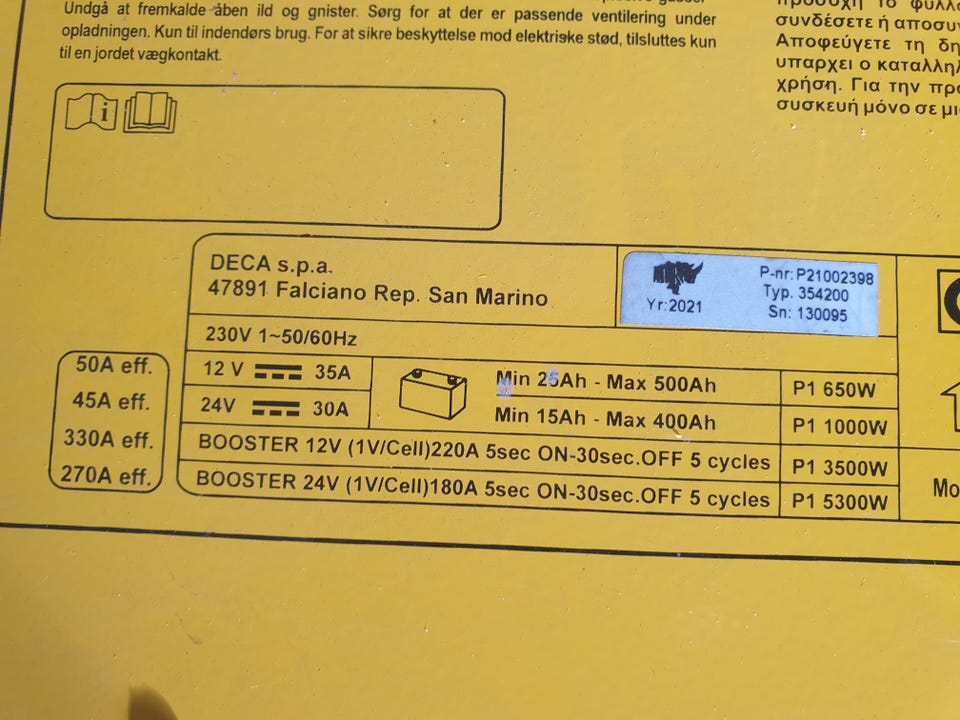 Undgå at fremkalde åben ild og gnister. Sørg for at der er passende ventilering under
opladningen. Kun til indendørs brug. For at sikre beskyttelse mod elektriske stød, tilsluttes kun
til en jordet vægkontakt.
το φυλλ
συνδέσετε ή αποσυν
Αποφεύγετε τη δη
υπαρχει ο καταλλη
χρήση. Για την προ
συσκευή μόνο σε μι
i
DECA s.p.a.
47891 Falciano Rep. San Marino
P-nr: P21002398
Typ. 354200
Yr:2021
Sn: 130095
230V 1~50/60Hz
50A eff.
45A eff.
330A eff.
270A eff.
12 V 35A
Min 25Ah - Max 500Ah
P1 650W
24V 30A
Min 15Ah - Max 400Ah
P1 1000W
BOOSTER 12V (1V/Cell)220A 5sec ON-30sec.OFF 5 cycles
P1 3500W
BOOSTER 24V (1V/Cell)180A 5sec ON-30sec.OFF 5 cycles
P1 5300W
Mo